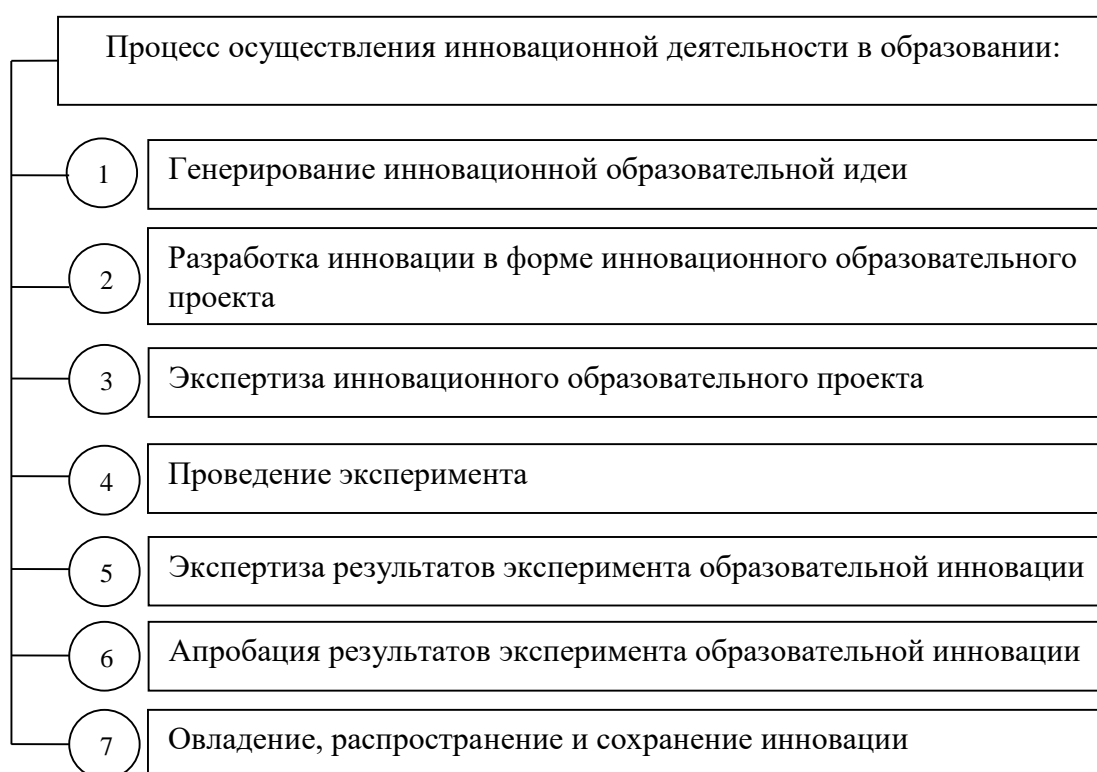 Процесс осуществления инновационной деятельности в образовании:
1
Генерирование инновационной образовательной идеи
2
Разработка инновации в форме инновационного образовательного
проекта
3
Экспертиза инновационного образовательного проекта
4
Проведение эксперимента
5
Экспертиза результатов эксперимента образовательной инновации
6
Апробация результатов эксперимента образовательной инновации
7
Овладение, распространение и сохранение инновации